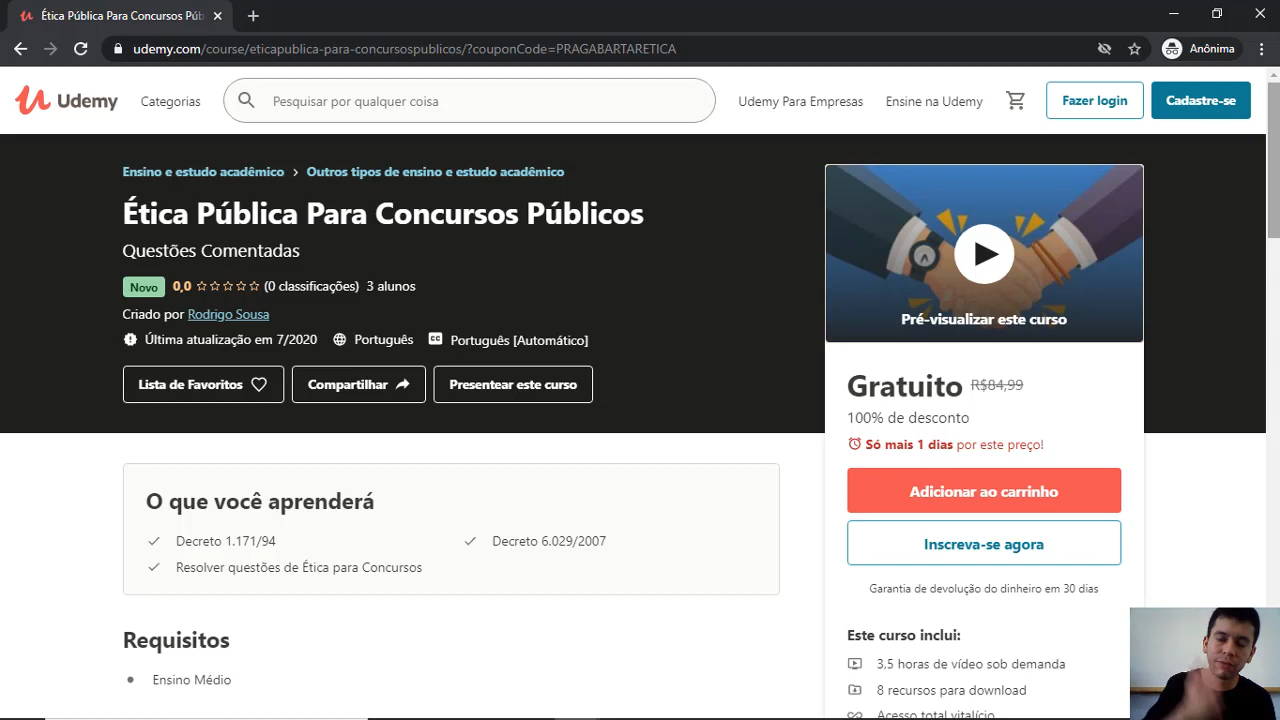 Ética Pública Para Concursos Púb
udemy.com/course/eticapublica-para-concursospublicos/?couponCode=PRAGABARTARETICA
Anônima
Udemy
Categorias
Pesquisar por qualquer coisa
Udemy Para Empresas
Ensine na Udemy
Fazer login
Cadastre-se
Ensino e estudo acadêmico > Outros tipos de ensino e estudo acadêmico
Ética Pública Para Concursos Públicos
Questões Comentadas
Novo 0,0 (0 classificações) 3 alunos
Criado por Rodrigo Sousa
Última atualização em 7/2020 Português Português [Automático]
Lista de Favoritos
Compartilhar
Presentear este curso
Pré-visualizar este curso
Gratuito R$84,99
100% de desconto
Só mais 1 dias por este preço!
Adicionar ao carrinho
Inscreva-se agora
Garantia de devolução do dinheiro em 30 dias
Este curso inclui:
3,5 horas de vídeo sob demanda
8 recursos para download
Acesso total vitalício
O que você aprenderá
Decreto 1.171/94
Decreto 6.029/2007
Resolver questões de Ética para Concursos
Requisitos
Ensino Médio